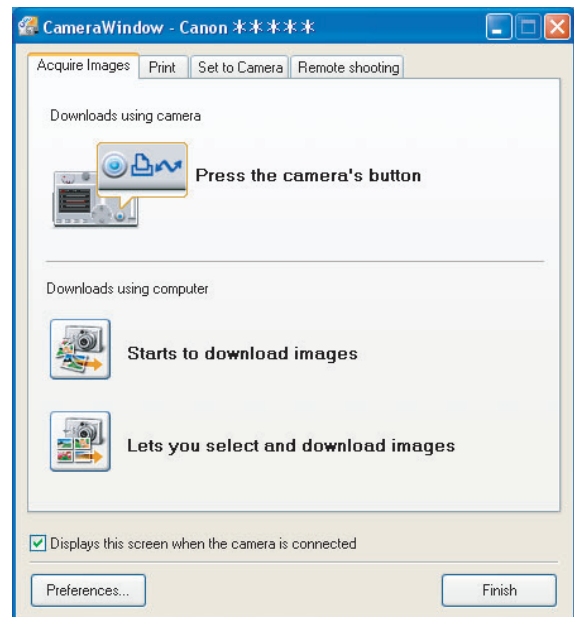 CameraWindow - Canon ＊＊＊＊＊
Acquire Images Print Set to Camera Remote shooting
Downloads using camera
Press the camera's button
Downloads using computer
Starts to download images
Lets you select and download images
Displays this screen when the camera is connected
Preferences... Finish